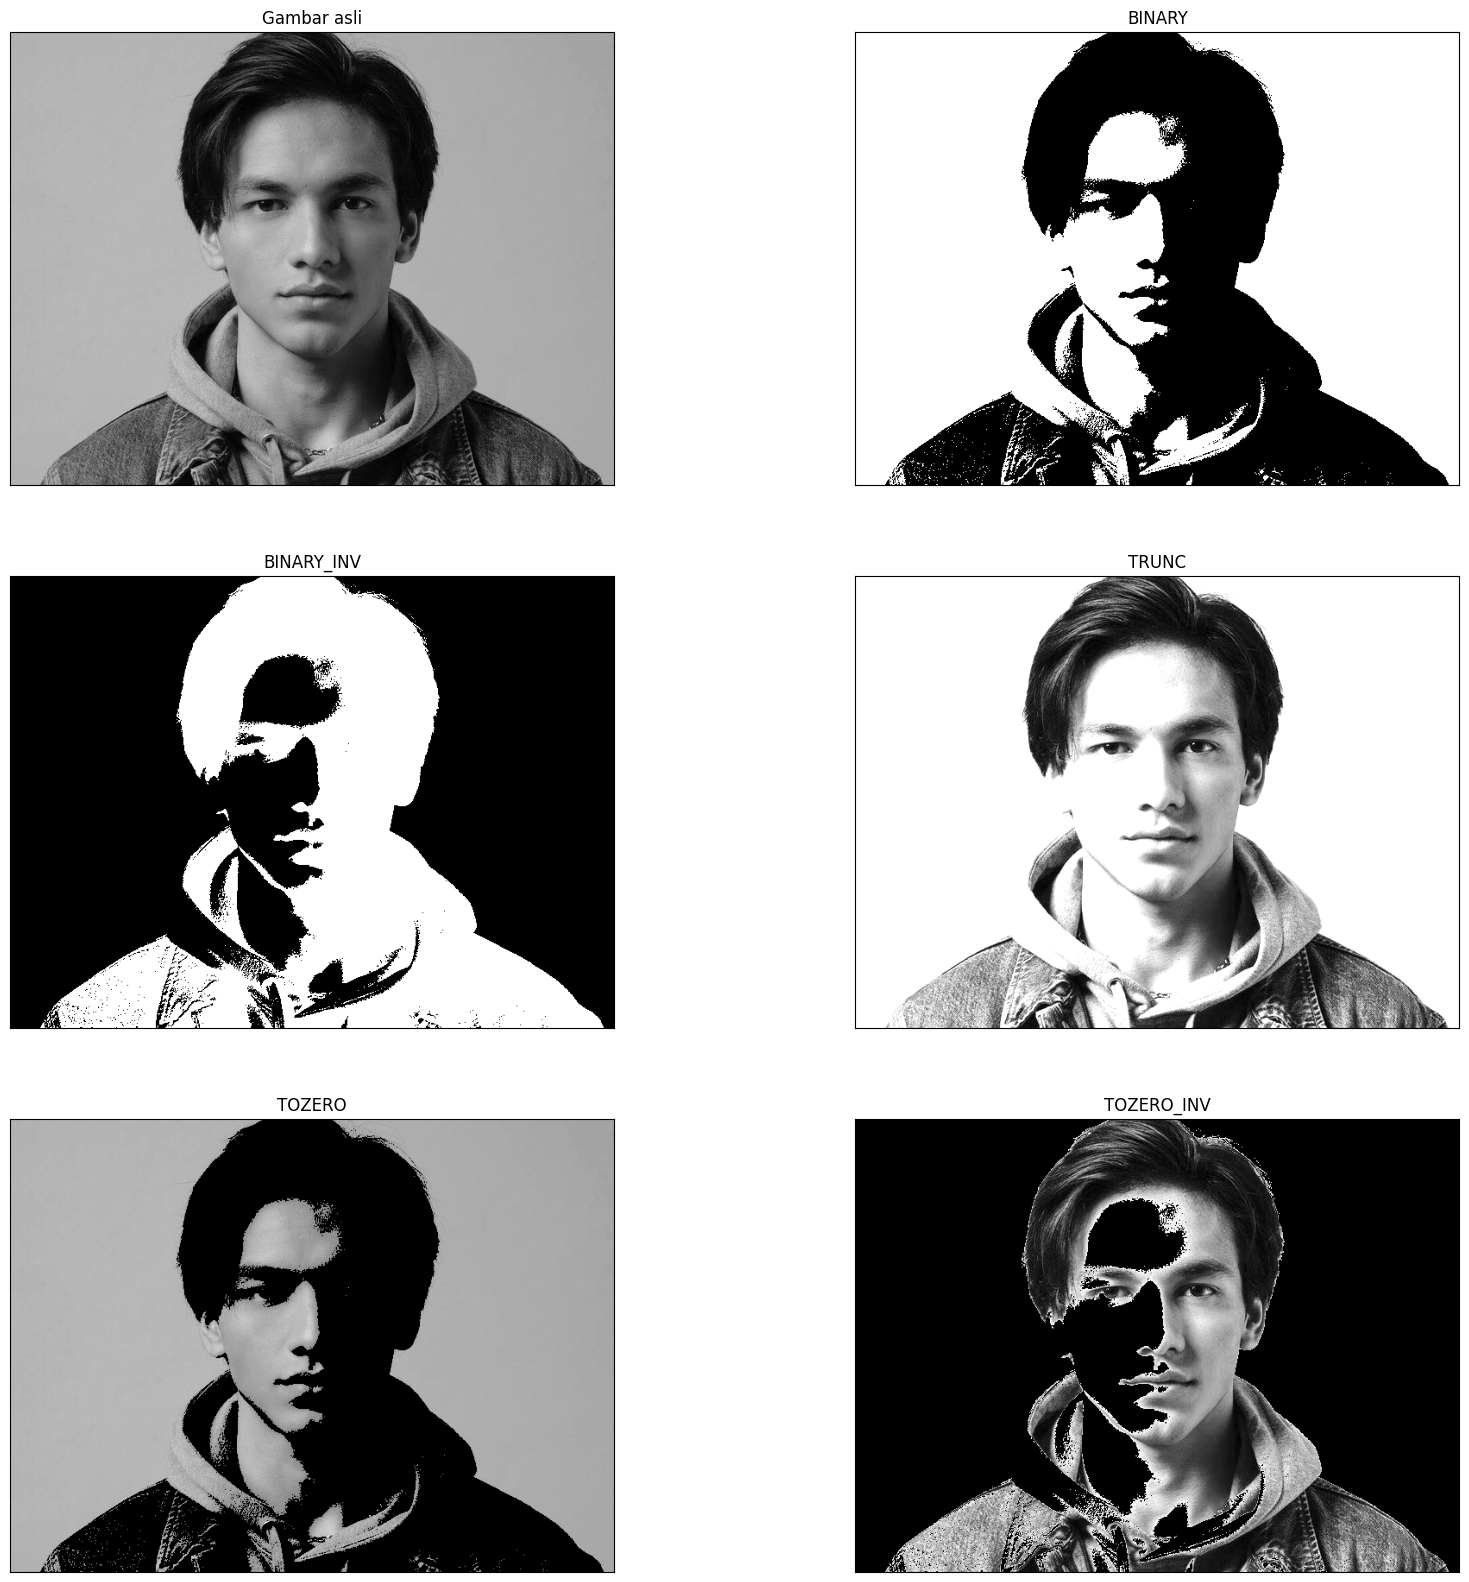 Gambar asli
BINARY
BINARY_INV
TRUNC
TOZERO
TOZERO_INV